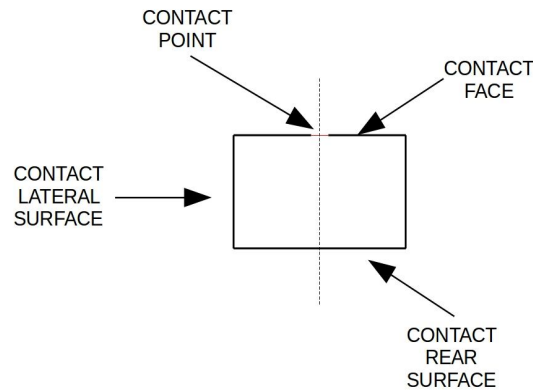 CONTACT
POINT
CONTACT
FACE
CONTACT
LATERAL
SURFACE
CONTACT
REAR
SURFACE